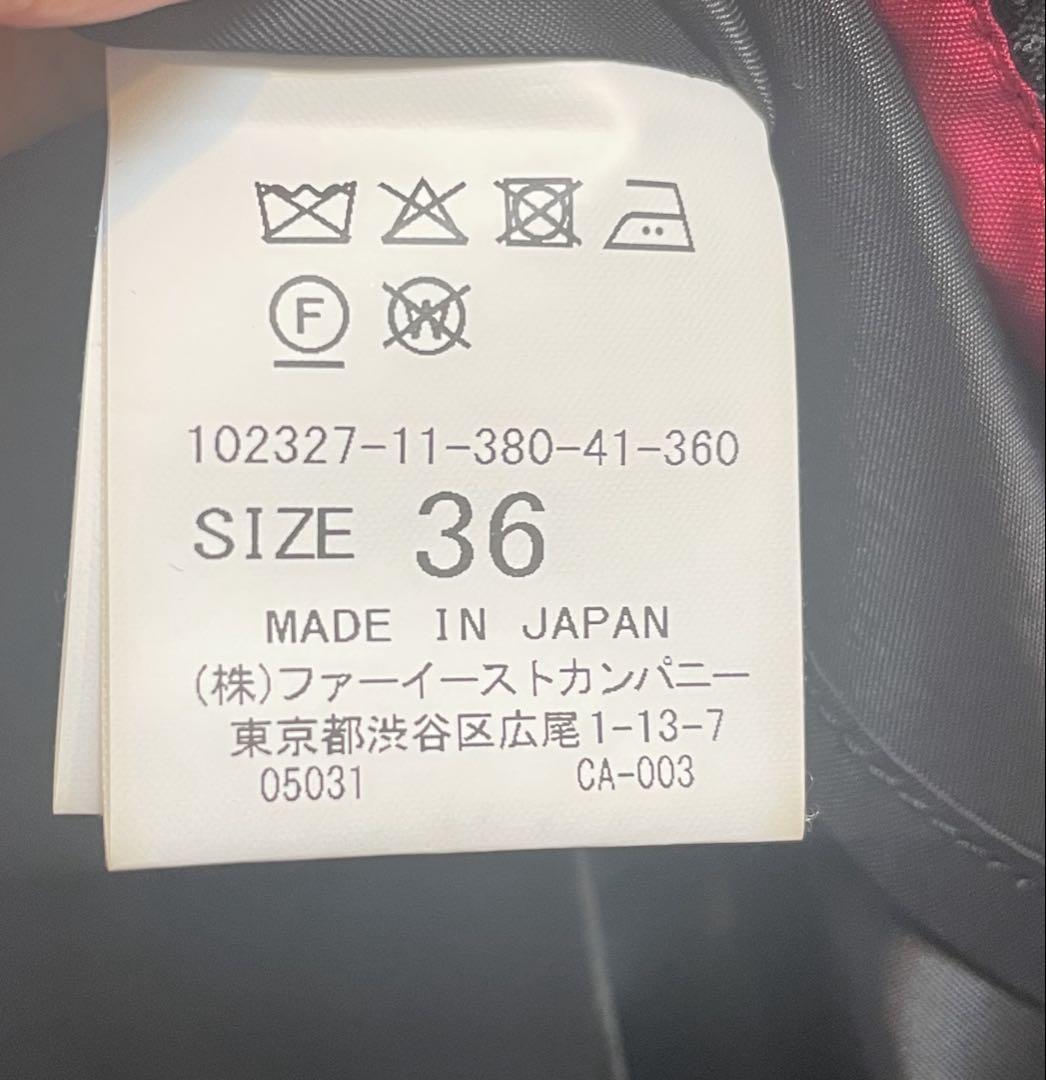 F W
102327-11-380-41-360
SIZE 36
MADE IN JAPAN
(株)ファーイーストカンパニー
東京都渋谷区広尾1-13-7
05031 CA-003